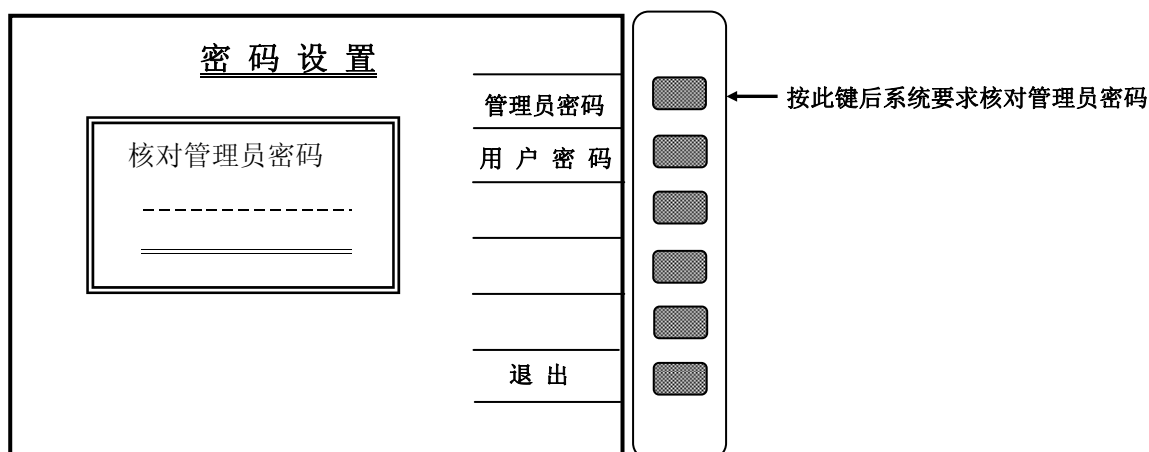 密 码 设 置
管理员密码
按此键后系统要求核对管理员密码
核对管理员密码
用 户 密 码
退 出